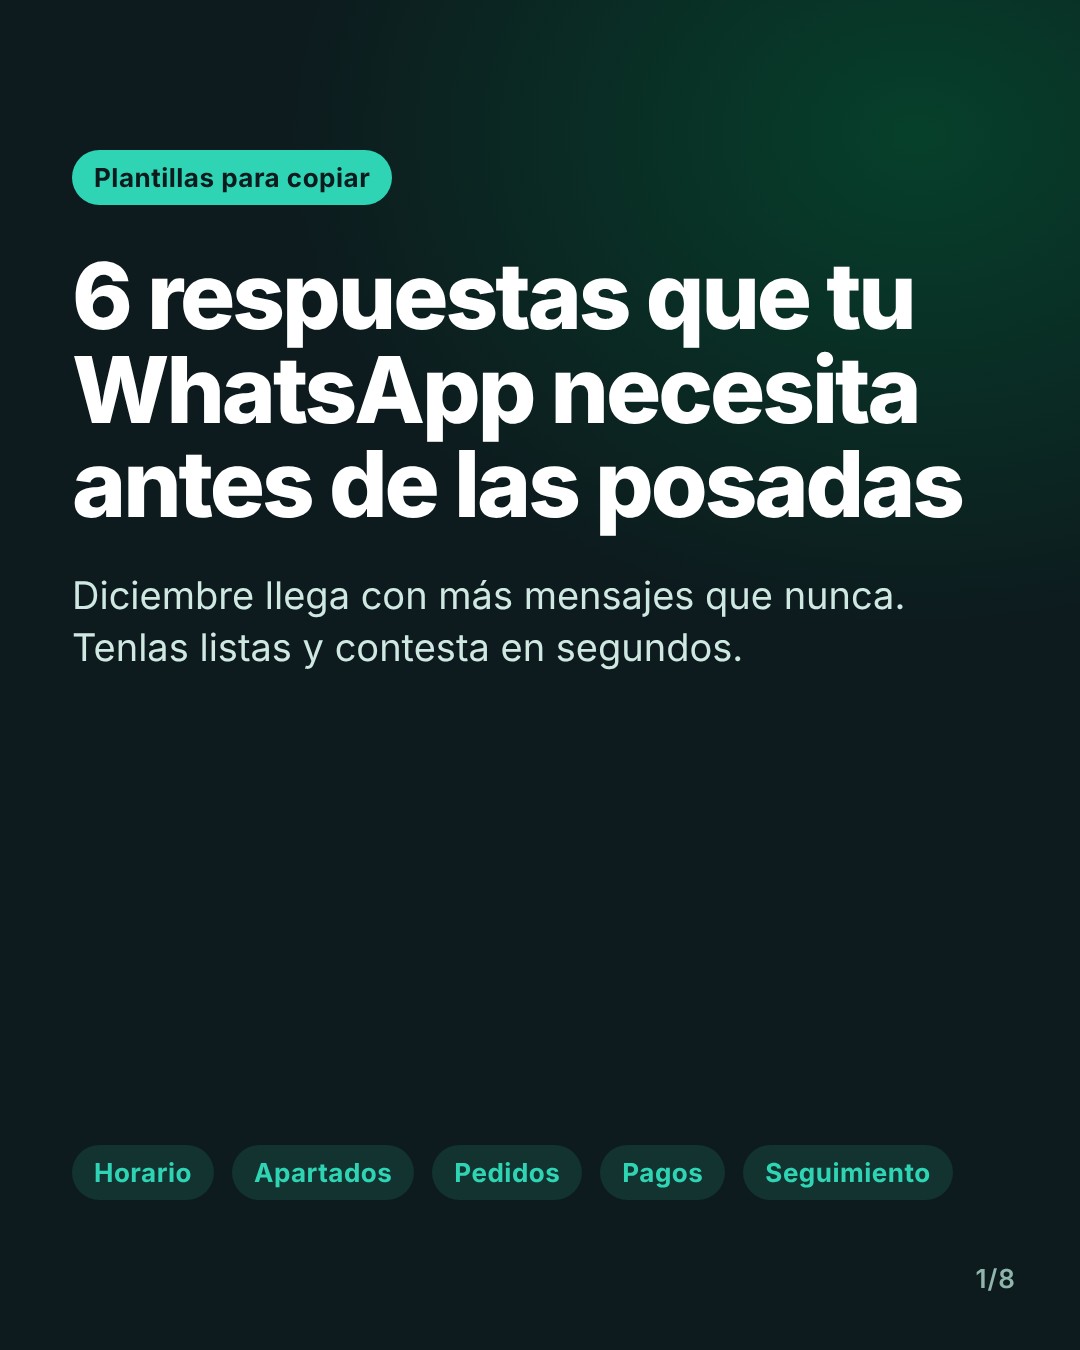 Plantillas para copiar
6 respuestas que tu
WhatsApp necesita
antes de las posadas
Diciembre llega con más mensajes que nunca.
Tenlas listas y contesta en segundos.
Horario Apartados Pedidos Pagos Seguimiento
1/8